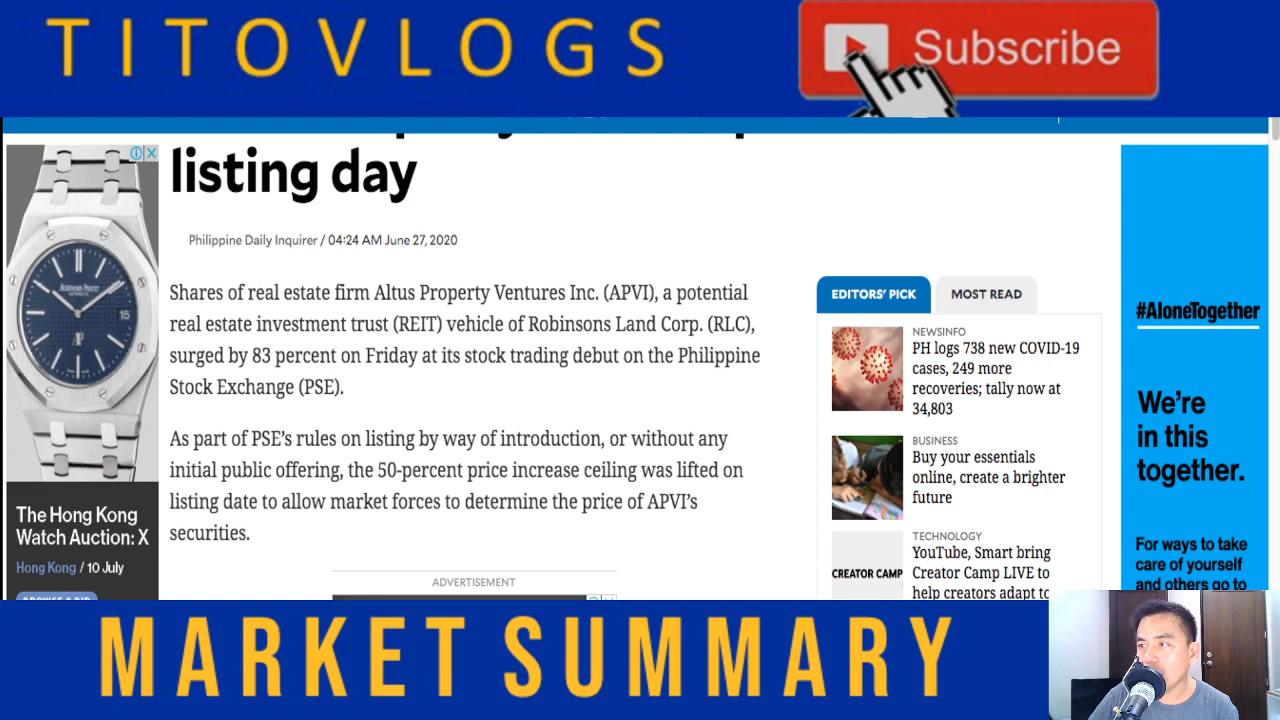 TITOVLOGS
Subscribe
listing day
Philippine Daily Inquirer / 04:24 AM June 27, 2020
Shares of real estate firm Altus Property Ventures Inc. (APVI), a potential
real estate investment trust (REIT) vehicle of Robinsons Land Corp. (RLC),
surged by 83 percent on Friday at its stock trading debut on the Philippine
Stock Exchange (PSE).
As part of PSE’s rules on listing by way of introduction, or without any
initial public offering, the 50-percent price increase ceiling was lifted on
listing date to allow market forces to determine the price of APVI’s
securities.
ADVERTISEMENT
AUDEMARS PIGUET
15
The Hong Kong
Watch Auction: X
Hong Kong / 10 July
EDITORS’ PICK
MOST READ
NEWSINFO
PH logs 738 new COVID-19
cases, 249 more
recoveries; tally now at
34,803
BUSINESS
Buy your essentials
online, create a brighter
future
TECHNOLOGY
YouTube, Smart bring
Creator Camp LIVE to
help creators adapt to
CREATOR CAMP
#AloneTogether
We’re
in this
together.
For ways to take
care of yourself
and others go to
MARKET SUMMARY